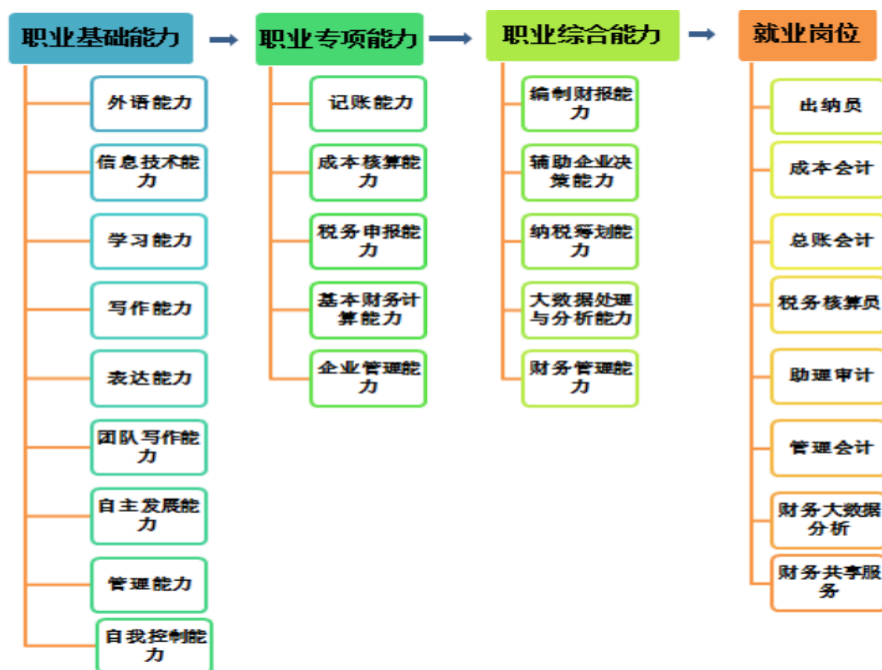 职业基础能力
外语能力
信息技术能
力
学习能力
写作能力
表达能力
团队写作能
力
自主发展能
力
管理能力
自我控制能
力
职业专项能力
记账能力
成本核算能
力
税务申报能
力
基本财务计
算能力
企业管理能
力
职业综合能力
编制财报能
力
辅助企业决
策能力
纳税筹划能
力
大数据处理
与分析能力
财务管理能
力
就业岗位
出纳员
成本会计
总账会计
税务核算员
助理审计
管理会计
财务大数据
分析
财务共享服
务